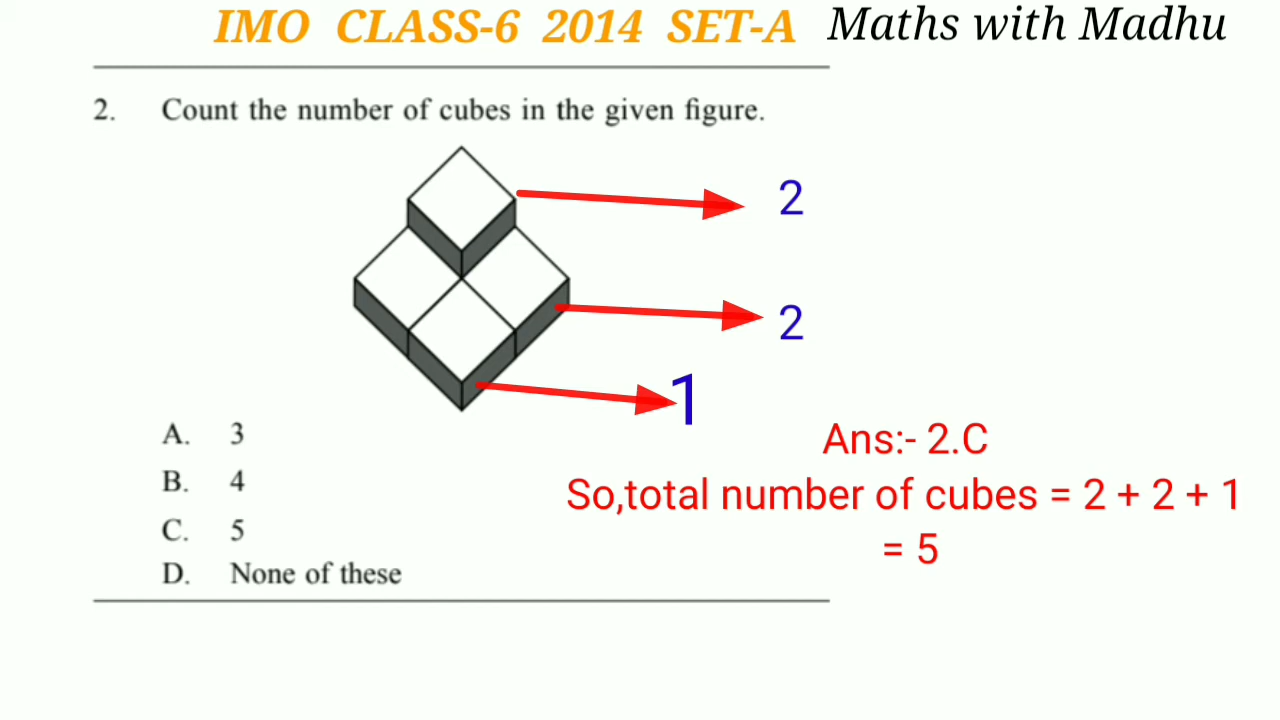 IMO CLASS-6 2014 SET-A Maths with Madhu
2. Count the number of cubes in the given figure.
2
2
1
A. 3
B. 4
C. 5
D. None of these
Ans:- 2.C
So,total number of cubes = 2 + 2 + 1
= 5